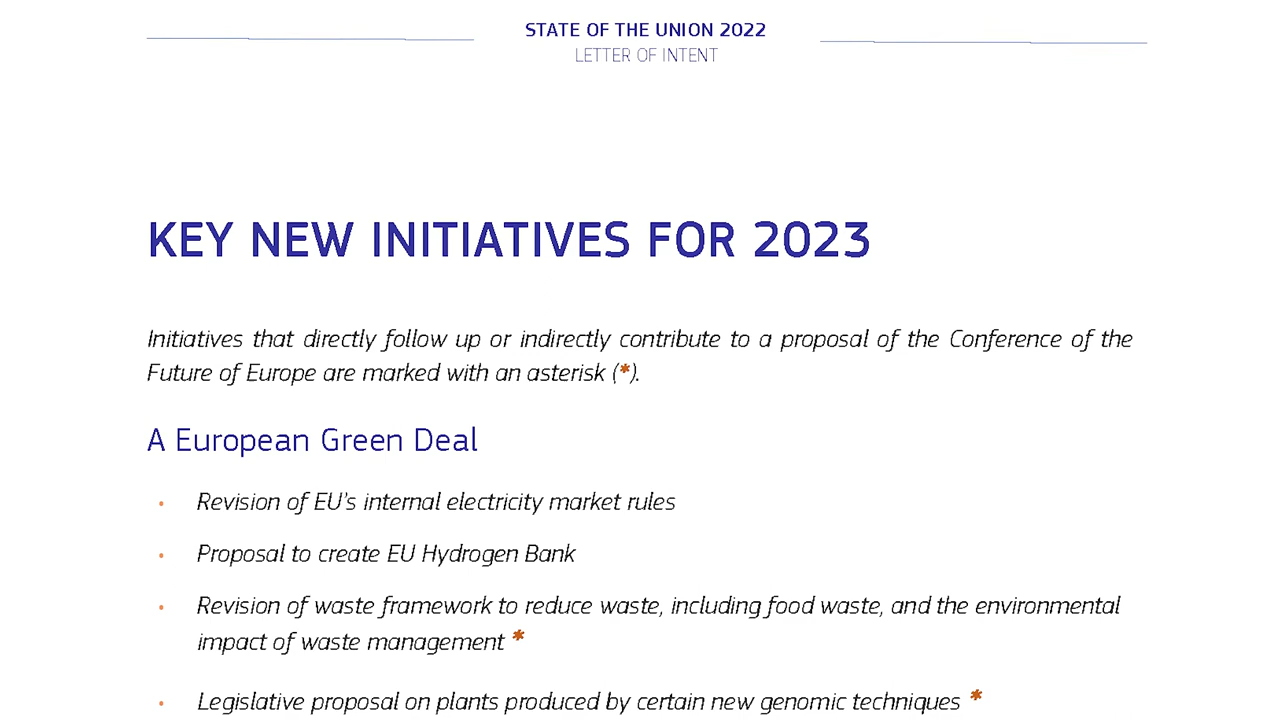 STATE OF THE UNION 2022
LETTER OF INTENT
KEY NEW INITIATIVES FOR 2023
Initiatives that directly follow up or indirectly contribute to a proposal of the Conference of the
Future of Europe are marked with an asterisk (*).
A European Green Deal
• Revision of EU's internal electricity market rules
• Proposal to create EU Hydrogen Bank
• Revision of waste framework to reduce waste, including food waste, and the environmental
impact of waste management *
• Legislative proposal on plants produced by certain new genomic techniques *